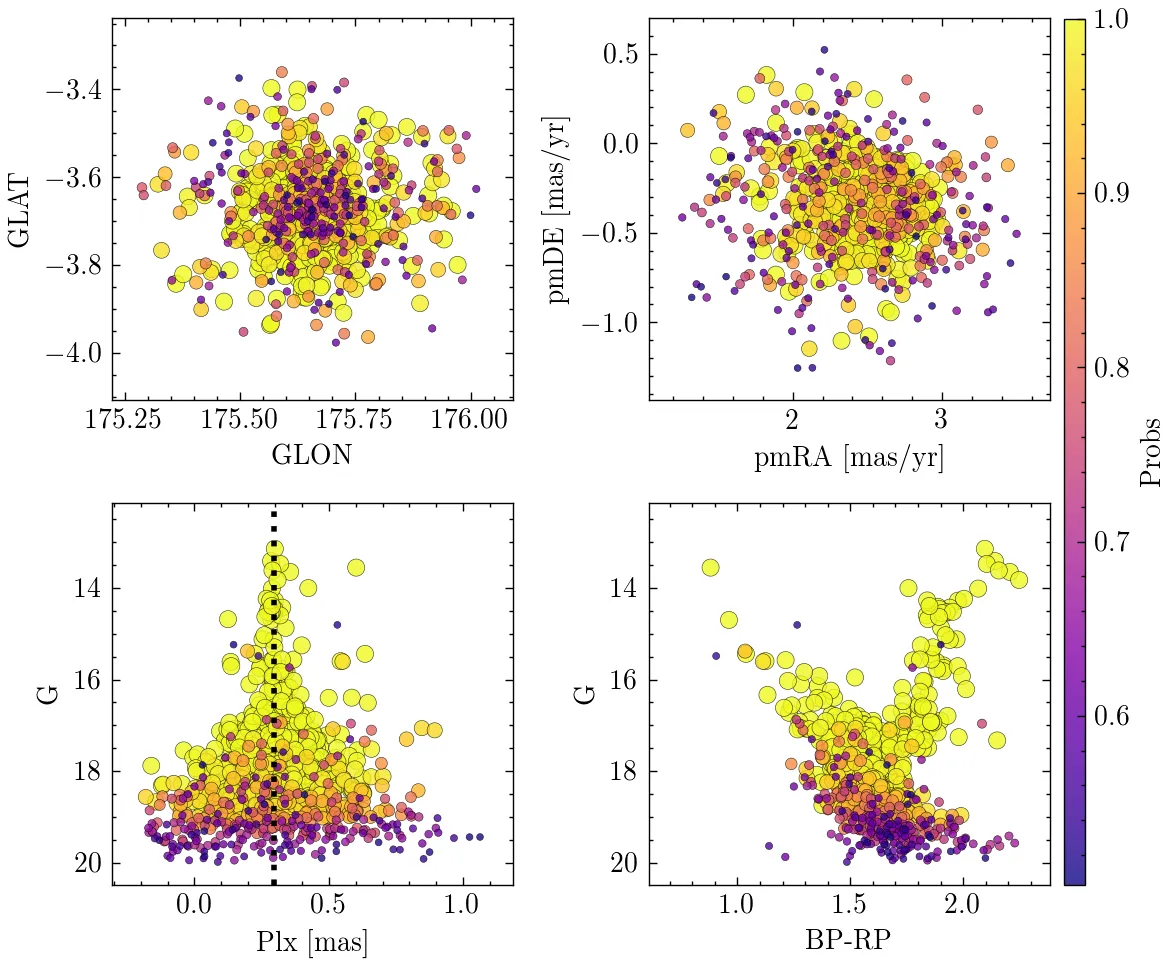 −3.4
−3.6
−3.8
−4.0
GLAT
175.25 175.50 175.75 176.00
GLON
0.5
0.0
−0.5
−1.0
pmDE [mas/yr]
2 3
pmRA [mas/yr]
14
16
18
20
G
0.0 0.5 1.0
Plx [mas]
14
16
18
20
G
1.0 1.5 2.0
BP-RP
1.0
0.9
0.8
0.7
0.6
Probs